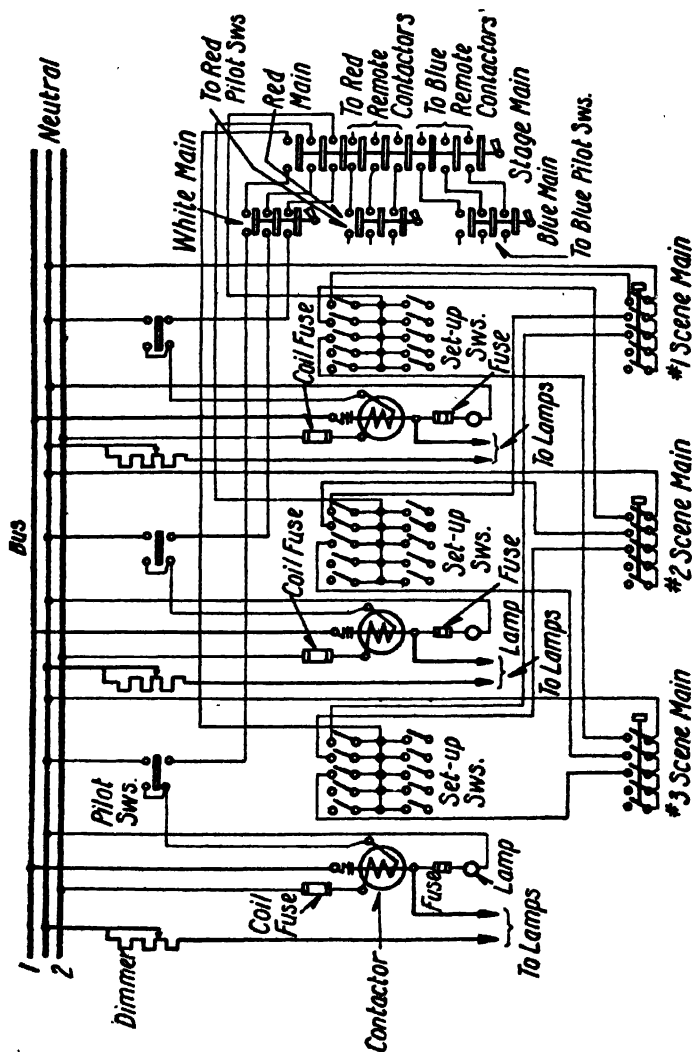 Neutral
Bus
1
2
To Red
Pilot Sws
Red
Main
To Red
Remote
Contactors
To Blue
Remote
Contactors'
Stage Main
White Main
Blue Main
To Blue Pilot Sws.
Coil Fuse
Set-up
Sws.
Fuse
To Lamps
#1 Scene Main
Coil Fuse
Set-up
Sws.
Fuse
Lamp
To Lamps
#2 Scene Main
Pilot
Sws.
Set-up
Sws.
#3 Scene Main
Dimmer
Coil
Fuse
Contactor
Fuse
Lamp
To Lamps